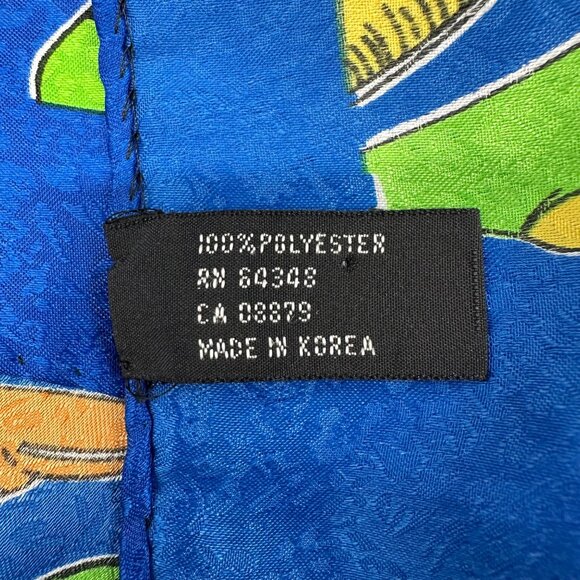 100% POLYESTER
RN 64348
CA 08879
MADE IN KOREA